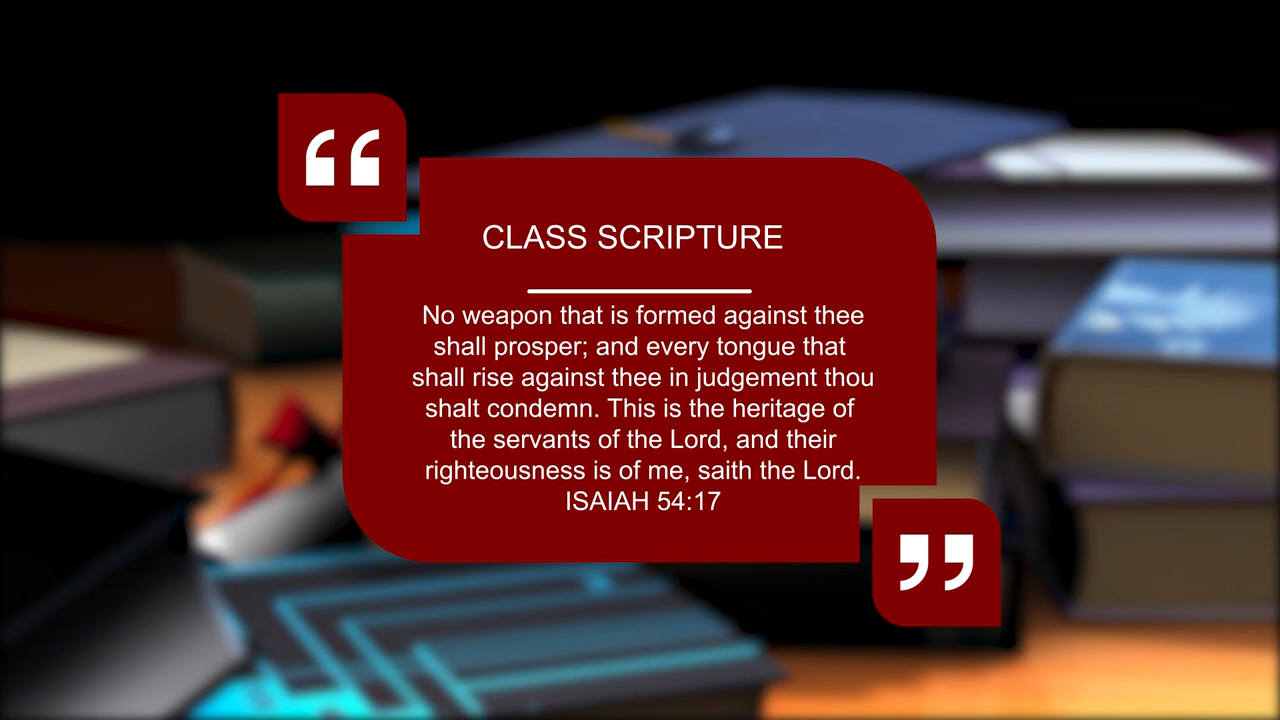 CLASS SCRIPTURE
No weapon that is formed against thee
shall prosper; and every tongue that
shall rise against thee in judgement thou
shalt condemn. This is the heritage of
the servants of the Lord, and their
righteousness is of me, saith the Lord.
ISAIAH 54:17